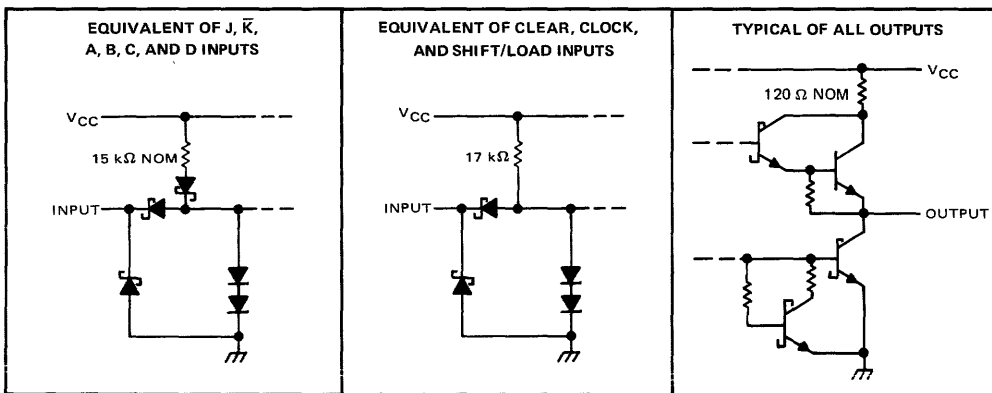 EQUIVALENT OF J, K̅,
A, B, C, AND D INPUTS
VCC
15 kΩ NOM
INPUT
EQUIVALENT OF CLEAR, CLOCK,
AND SHIFT/LOAD INPUTS
VCC
17 kΩ
INPUT
TYPICAL OF ALL OUTPUTS
VCC
120 Ω NOM
OUTPUT